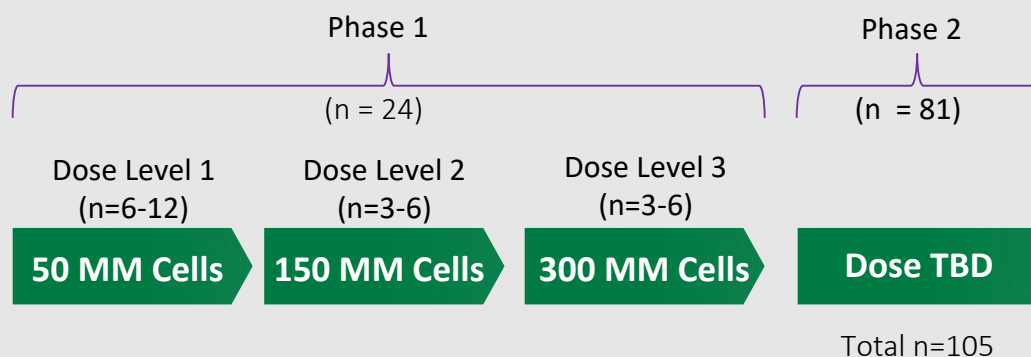 Phase 1
(n = 24)
Phase 2
(n = 81)
Dose Level 1
(n=6-12)
Dose Level 2
(n=3-6)
Dose Level 3
(n=3-6)
50 MM Cells
150 MM Cells
300 MM Cells
Dose TBD
Total n=105